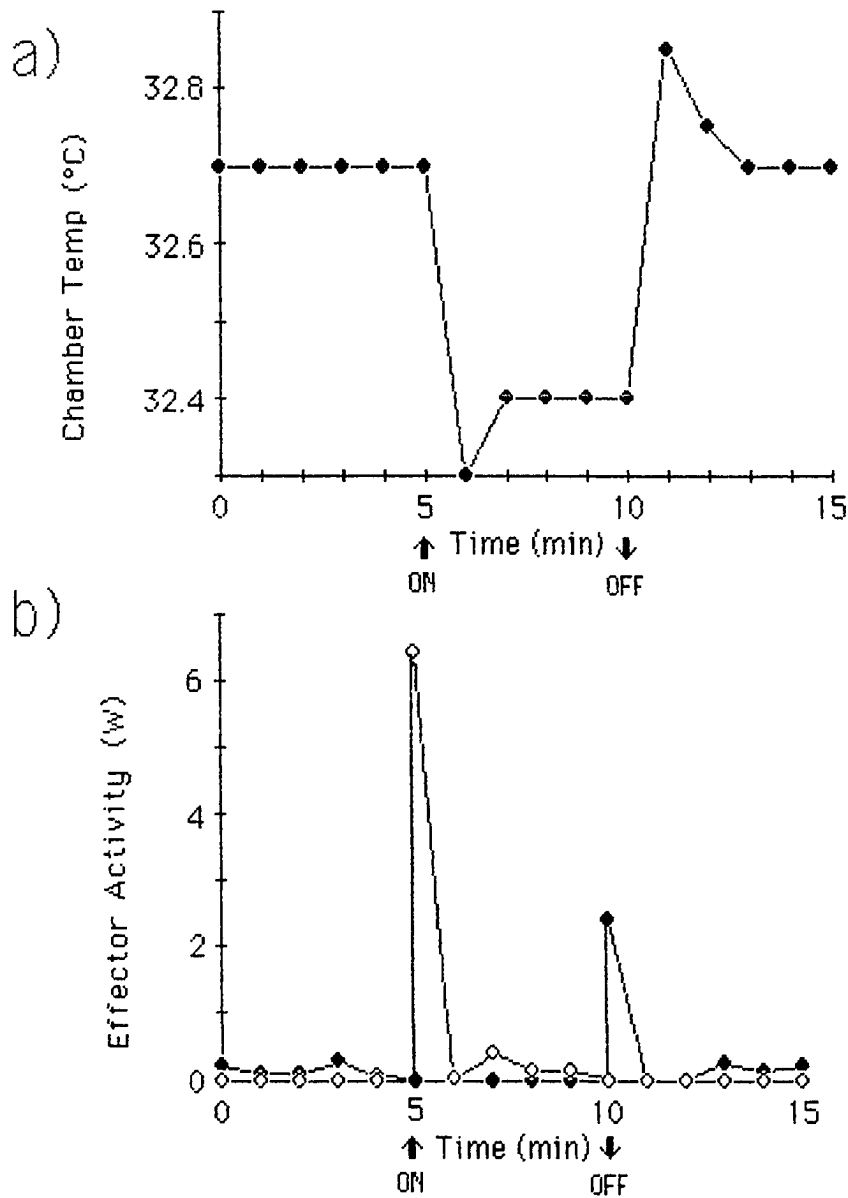 a)
Chamber Temp (°C)
32.8
32.6
32.4
0 5 10 15
Time (min)
ON OFF
b)
Effector Activity (W)
6
4
2
0
0 5 10 15
Time (min)
ON OFF